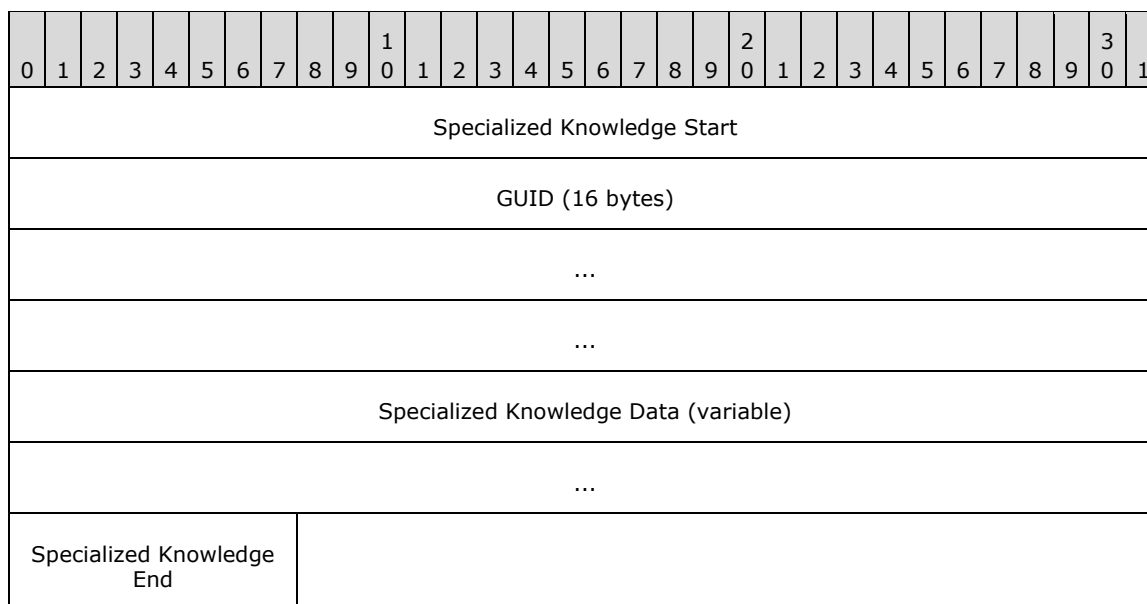 1 2 3
0 1 2 3 4 5 6 7 8 9 0 1 2 3 4 5 6 7 8 9 0 1 2 3 4 5 6 7 8 9 0 1
Specialized Knowledge Start
GUID (16 bytes)
...
...
Specialized Knowledge Data (variable)
...
Specialized Knowledge
End